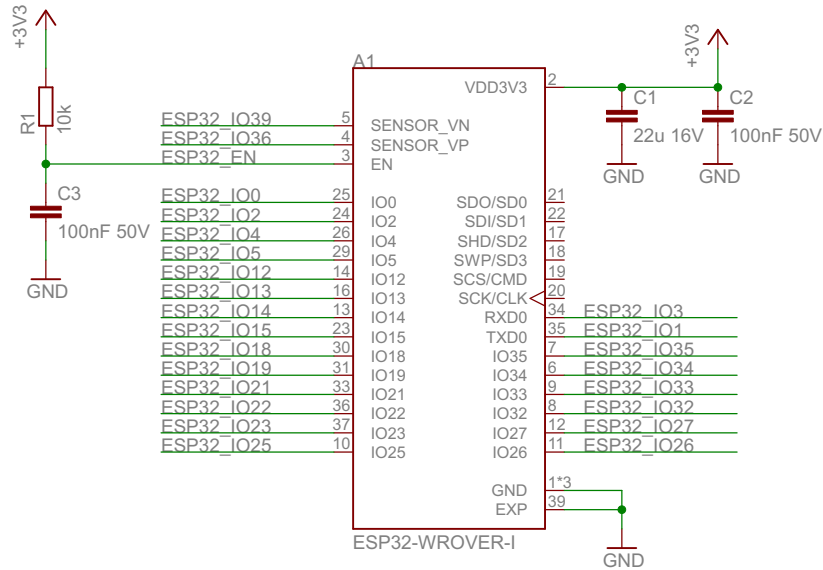 +3V3
R1
10k
C3
100nF 50V
GND
ESP32_IO39 5 SENSOR_VN
ESP32_IO36 4 SENSOR_VP
ESP32_EN 3 EN
ESP32_IO0 25 IO0
ESP32_IO2 24 IO2
ESP32_IO4 26 IO4
ESP32_IO5 29 IO5
ESP32_IO12 14 IO12
ESP32_IO13 16 IO13
ESP32_IO14 13 IO14
ESP32_IO15 23 IO15
ESP32_IO18 30 IO18
ESP32_IO19 31 IO19
ESP32_IO21 33 IO21
ESP32_IO22 36 IO22
ESP32_IO23 37 IO23
ESP32_IO25 10 IO25
A1
VDD3V3 2
SDO/SD0 21
SDI/SD1 22
SHD/SD2 17
SWP/SD3 18
SCS/CMD 19
SCK/CLK 20
RXD0 34 ESP32_IO3
TXD0 35 ESP32_IO1
IO35 7 ESP32_IO35
IO34 6 ESP32_IO34
IO33 9 ESP32_IO33
IO32 8 ESP32_IO32
IO27 12 ESP32_IO27
IO26 11 ESP32_IO26
GND 1*3
EXP 39
ESP32-WROVER-I
GND
+3V3
C1
22u 16V
GND
C2
100nF 50V
GND